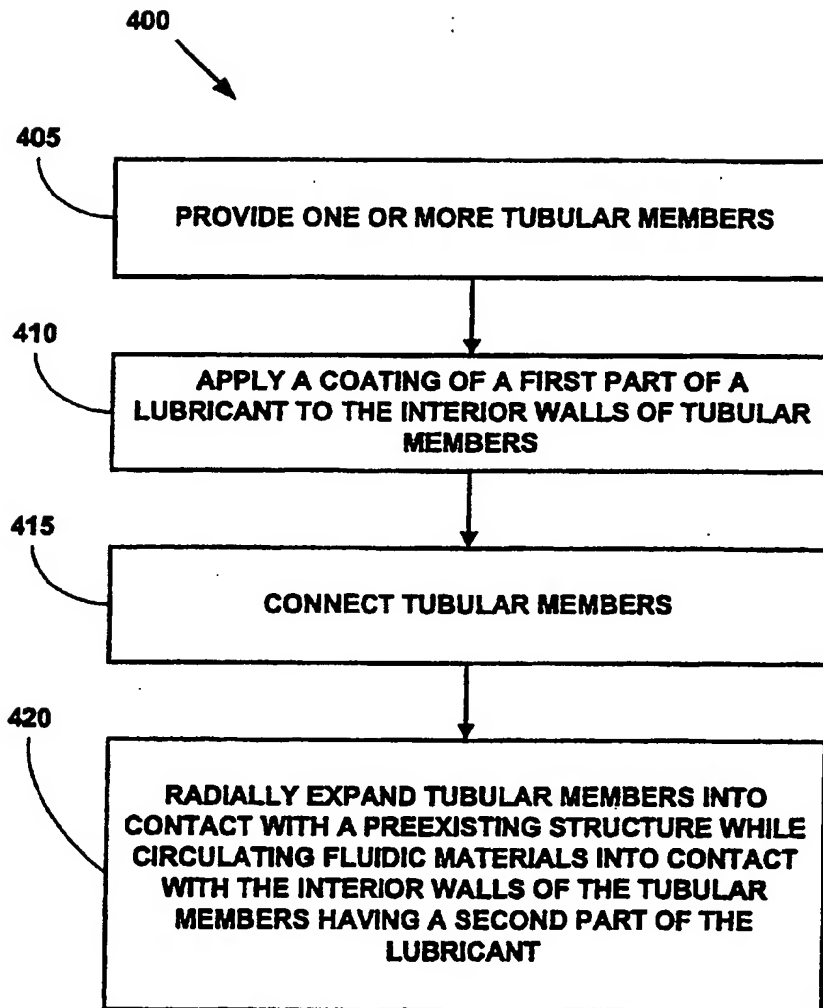 400
405
PROVIDE ONE OR MORE TUBULAR MEMBERS
410
APPLY A COATING OF A FIRST PART OF A
LUBRICANT TO THE INTERIOR WALLS OF TUBULAR
MEMBERS
415
CONNECT TUBULAR MEMBERS
420
RADIALLY EXPAND TUBULAR MEMBERS INTO
CONTACT WITH A PREEXISTING STRUCTURE WHILE
CIRCULATING FLUIDIC MATERIALS INTO CONTACT
WITH THE INTERIOR WALLS OF THE TUBULAR
MEMBERS HAVING A SECOND PART OF THE
LUBRICANT